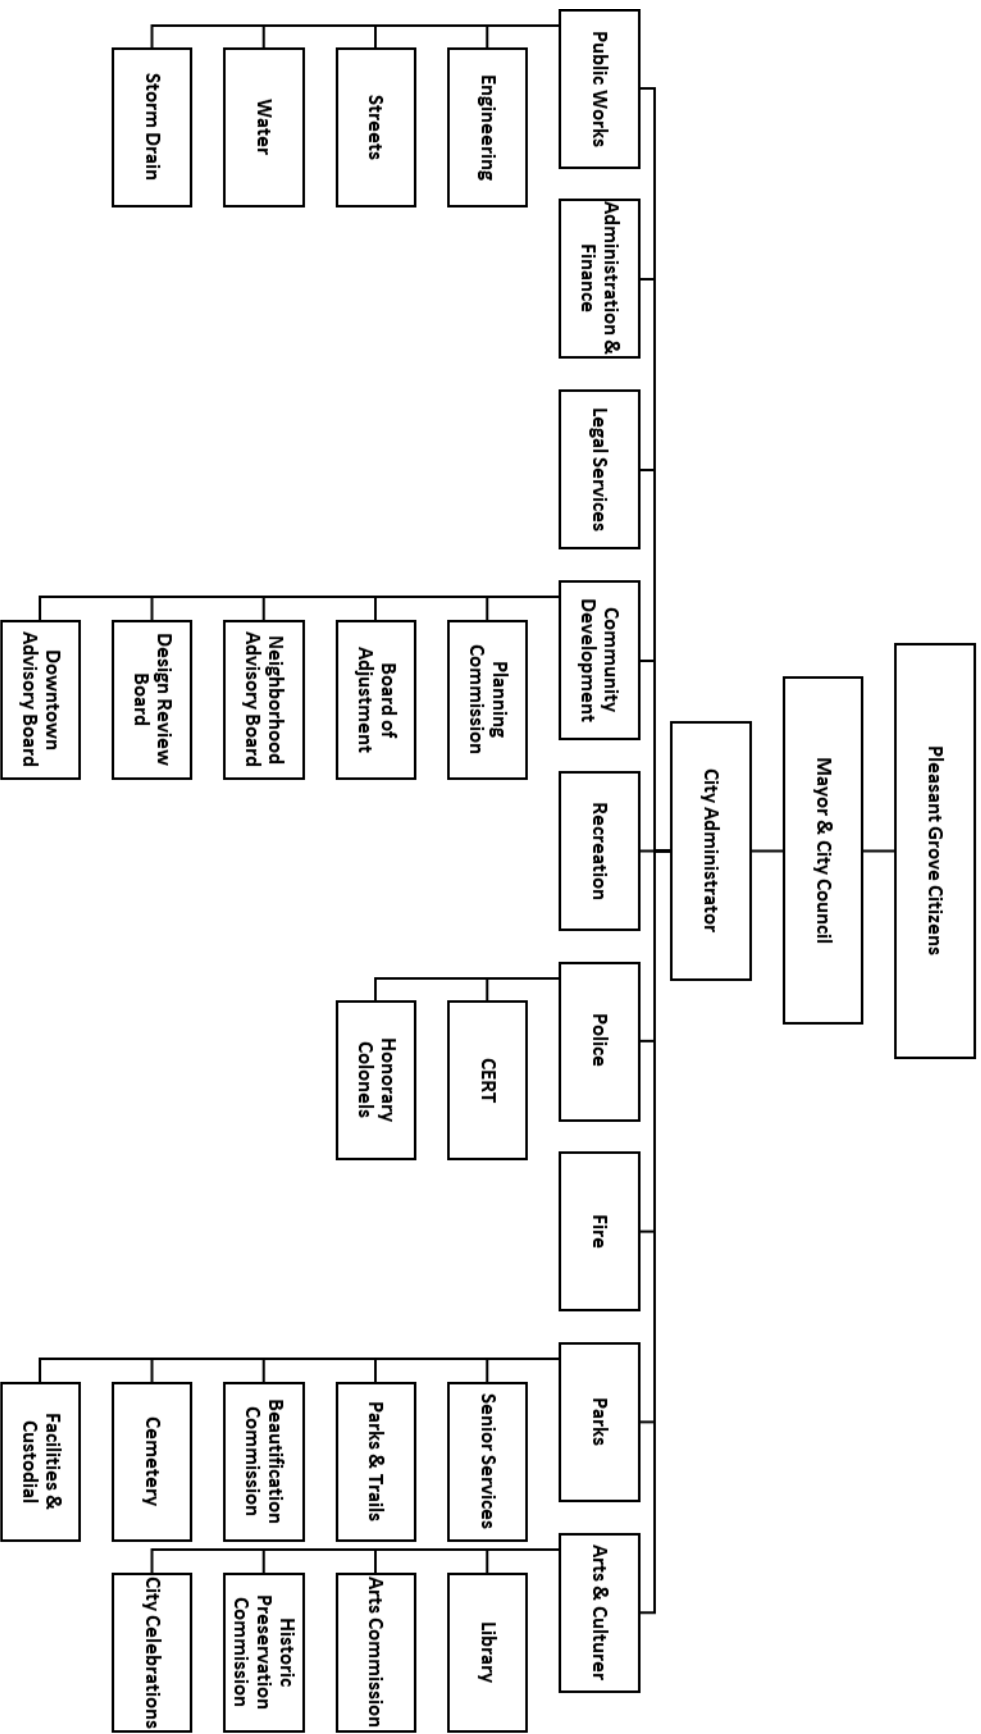 Pleasant Grove Citizens
Mayor & City Council
City Administrator
Public Works
Engineering
Streets
Water
Storm Drain
Administration &
Finance
Legal Services
Community
Development
Planning
Commission
Board of
Adjustment
Neighborhood
Advisory Board
Design Review
Board
Downtown
Advisory Board
Recreation
Police
CERT
Honorary
Colonels
Fire
Parks
Senior Services
Parks & Trails
Beautification
Commission
Cemetery
Facilities &
Custodial
Arts & Culturer
Library
Arts Commission
Historic
Preservation
Commission
City Celebrations